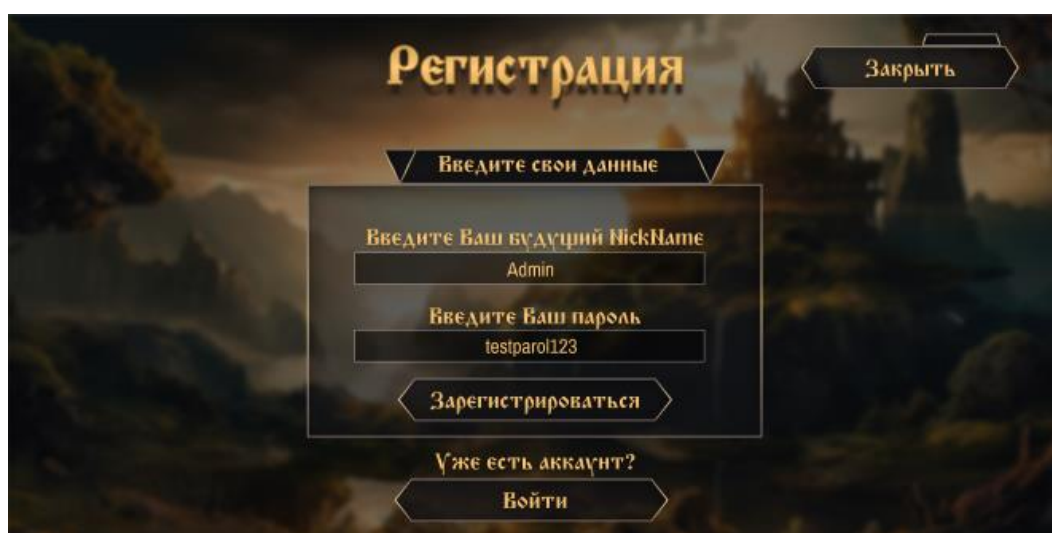 Регистрация
Закрыть
Введите свои данные
Введите Ваш будущий NickName
Admin
Введите Ваш пароль
testparol123
Зарегистрироваться
Уже есть аккаунт?
Войти